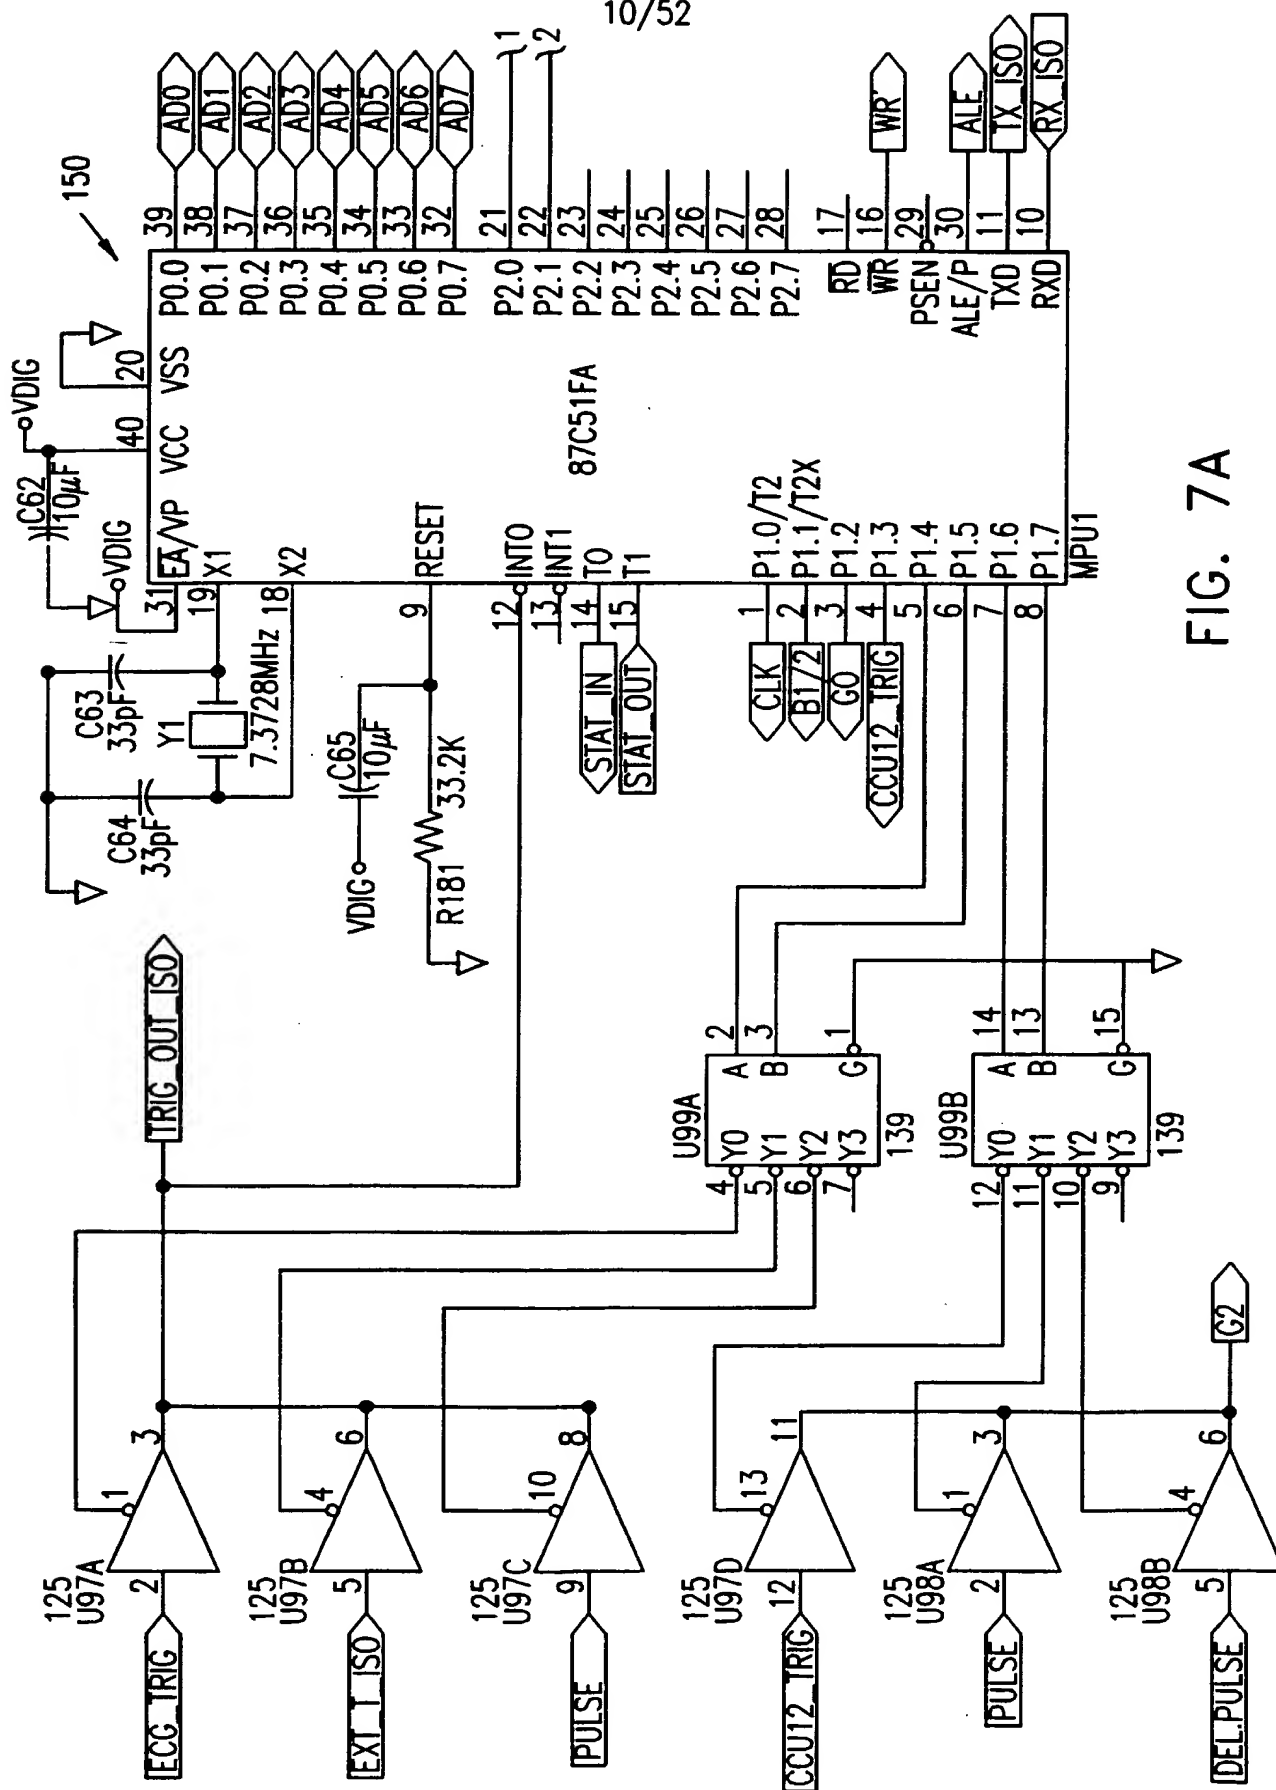 10/52
150
FIG. 7A
AD0
AD1
AD2
AD3
AD4
AD5
AD6
AD7
1
2
WR
ALE
TX_ISO
RX_ISO
39
38
37
36
35
34
33
32
21
22
23
24
25
26
27
28
17
16
29
30
11
10
P0.0
P0.1
P0.2
P0.3
P0.4
P0.5
P0.6
P0.7
P2.0
P2.1
P2.2
P2.3
P2.4
P2.5
P2.6
P2.7
RD
WR
PSEN
ALE/P
TXD
RXD
VDIG
C62
10µF
VDIG
40
20
VCC
VSS
87C51FA
MPU1
EA/VP
X1
X2
RESET
INT0
INT1
T0
T1
P1.0/T2
P1.1/T2X
P1.2
P1.3
P1.4
P1.5
P1.6
P1.7
31
19
18
9
12
13
14
15
1
2
3
4
5
6
7
8
C63
33pF
Y1
7.3728MHz
C64
33pF
C65
10µF
VDIG
R181
33.2K
STAT_IN
STAT_OUT
CLK
B1/2
GO
CCU12_TRIG
TRIG_OUT_ISO
U99A
A
B
G
2
3
1
Y0
Y1
Y2
Y3
4
5
6
7
139
U99B
A
B
G
14
13
15
Y0
Y1
Y2
Y3
12
11
10
9
139
125
U97A
ECG_TRIG
2
1
3
125
U97B
EXT_T_ISO
5
4
6
125
U97C
PULSE
9
10
8
125
U97D
CCU12_TRIG
12
13
11
125
U98A
PULSE
2
1
3
125
U98B
DEL.PULSE
5
4
6
G2